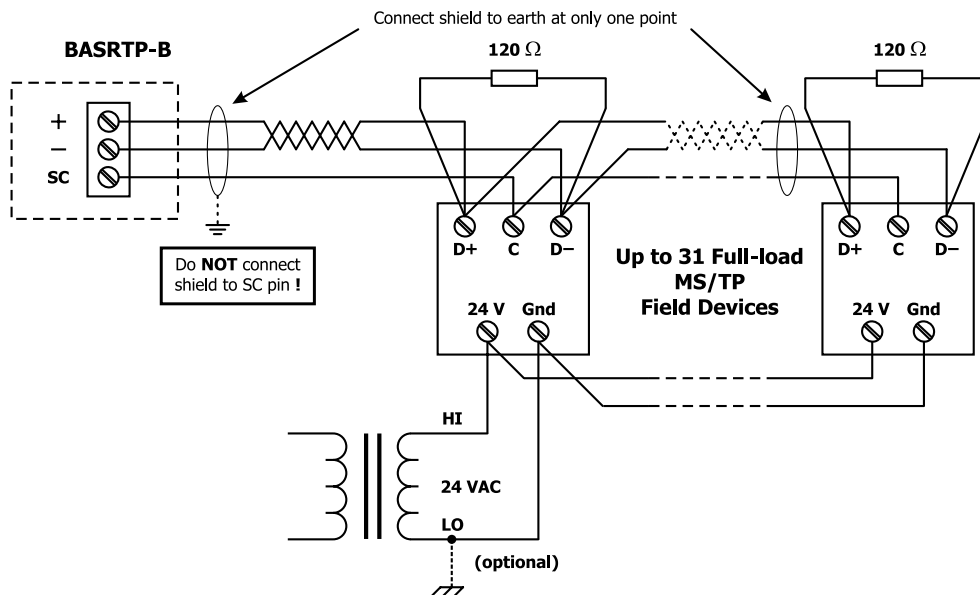 Connect shield to earth at only one point
BASRTP-B
120 Ω
120 Ω
+
−
SC
D+ C D−
D+ C D−
Do NOT connect
shield to SC pin !
Up to 31 Full-load
MS/TP
Field Devices
24 V Gnd
24 V Gnd
HI
24 VAC
LO
(optional)